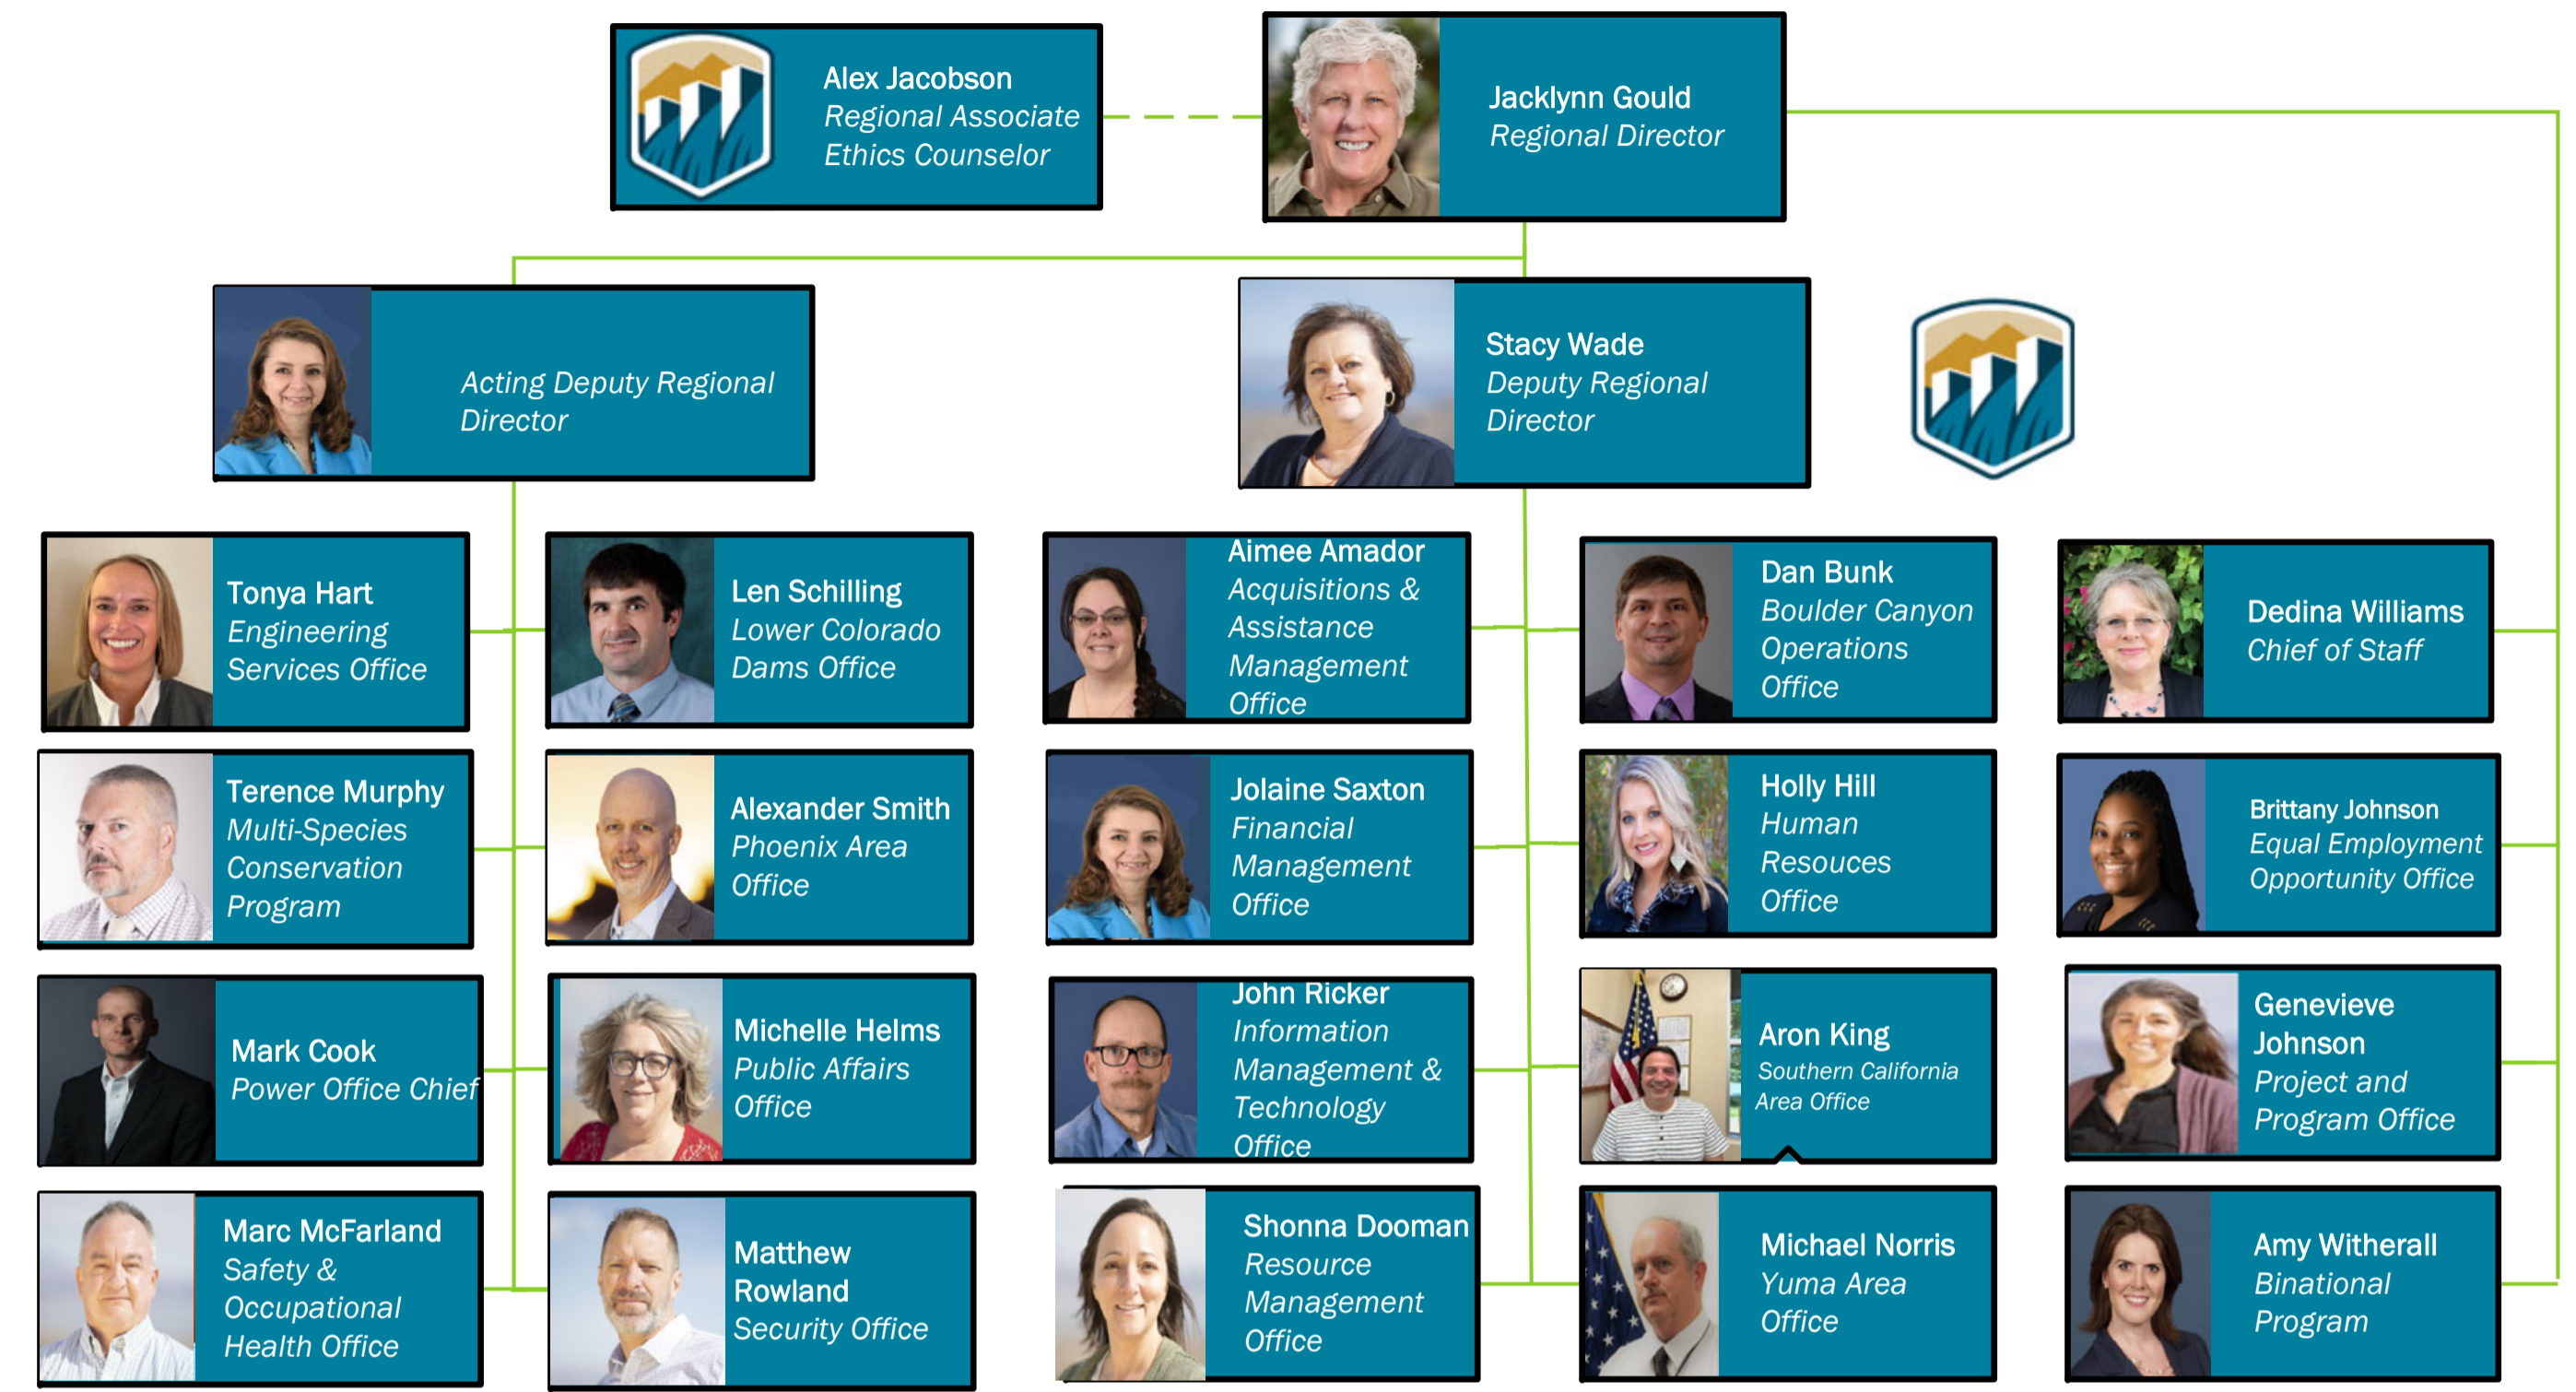 Alex Jacobson
Regional Associate
Ethics Counselor
Jacklynn Gould
Regional Director
Acting Deputy Regional
Director
Stacy Wade
Deputy Regional
Director
Tonya Hart
Engineering
Services Office
Len Schilling
Lower Colorado
Dams Office
Aimee Amador
Acquisitions &
Assistance
Management
Office
Dan Bunk
Boulder Canyon
Operations
Office
Dedina Williams
Chief of Staff
Terence Murphy
Multi-Species
Conservation
Program
Alexander Smith
Phoenix Area
Office
Jolaine Saxton
Financial
Management
Office
Holly Hill
Human
Resouces
Office
Brittany Johnson
Equal Employment
Opportunity Office
Mark Cook
Power Office Chief
Michelle Helms
Public Affairs
Office
John Ricker
Information
Management &
Technology
Office
Aron King
Southern California
Area Office
Genevieve
Johnson
Project and
Program Office
Marc McFarland
Safety &
Occupational
Health Office
Matthew
Rowland
Security Office
Shonna Dooman
Resource
Management
Office
Michael Norris
Yuma Area
Office
Amy Witherall
Binational
Program